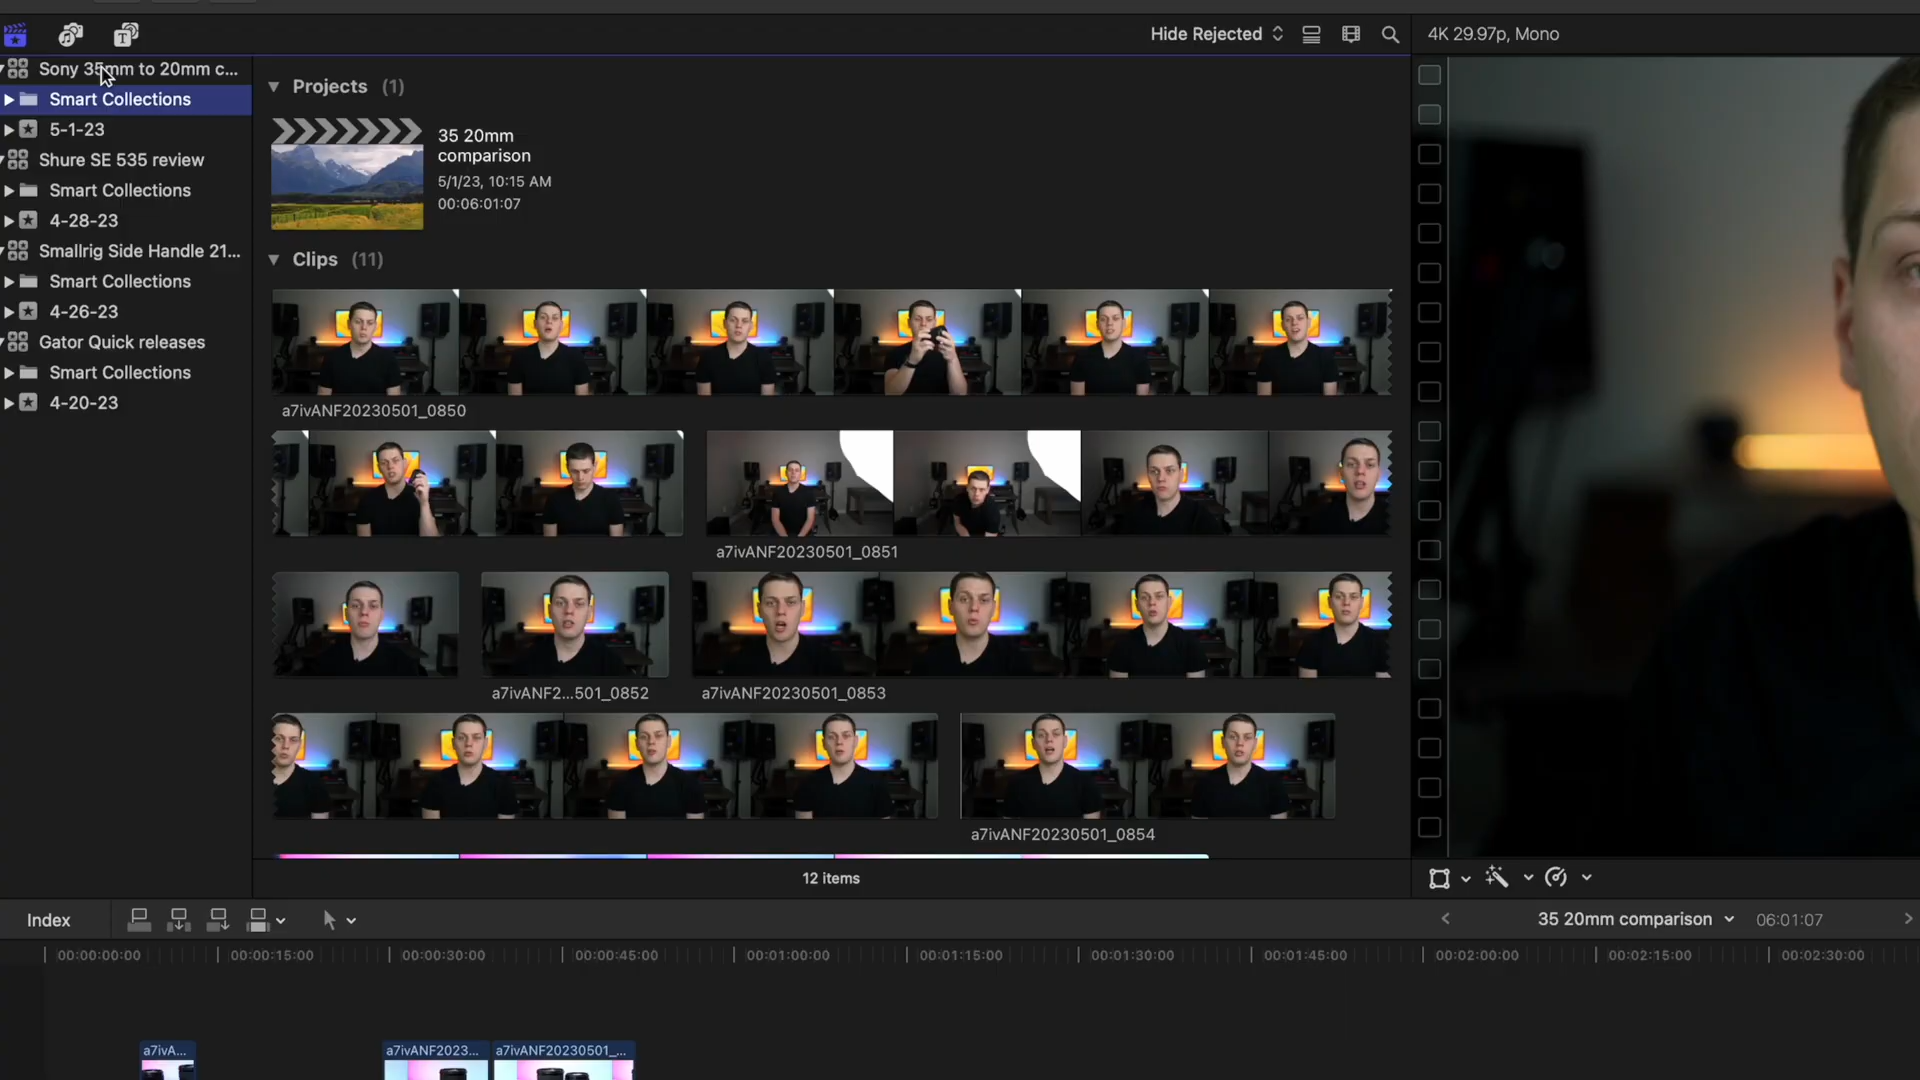 Hide Rejected
4K 29.97p, Mono
Sony 35mm to 20mm c...
Smart Collections
5-1-23
Shure SE 535 review
Smart Collections
4-28-23
Smallrig Side Handle 21...
Smart Collections
4-26-23
Gator Quick releases
Smart Collections
4-20-23
Projects (1)
35 20mm
comparison
5/1/23, 10:15 AM
00:06:01:07
Clips (11)
a7ivANF20230501_0850
a7ivANF20230501_0851
a7ivANF2...501_0852
a7ivANF20230501_0853
a7ivANF20230501_0854
12 items
Index
35 20mm comparison
06:01:07
00:00:00:00
00:00:15:00
00:00:30:00
00:00:45:00
00:01:00:00
00:01:15:00
00:01:30:00
00:01:45:00
00:02:00:00
00:02:15:00
00:02:30:00
a7ivA...
a7ivANF2023...
a7ivANF20230501_...